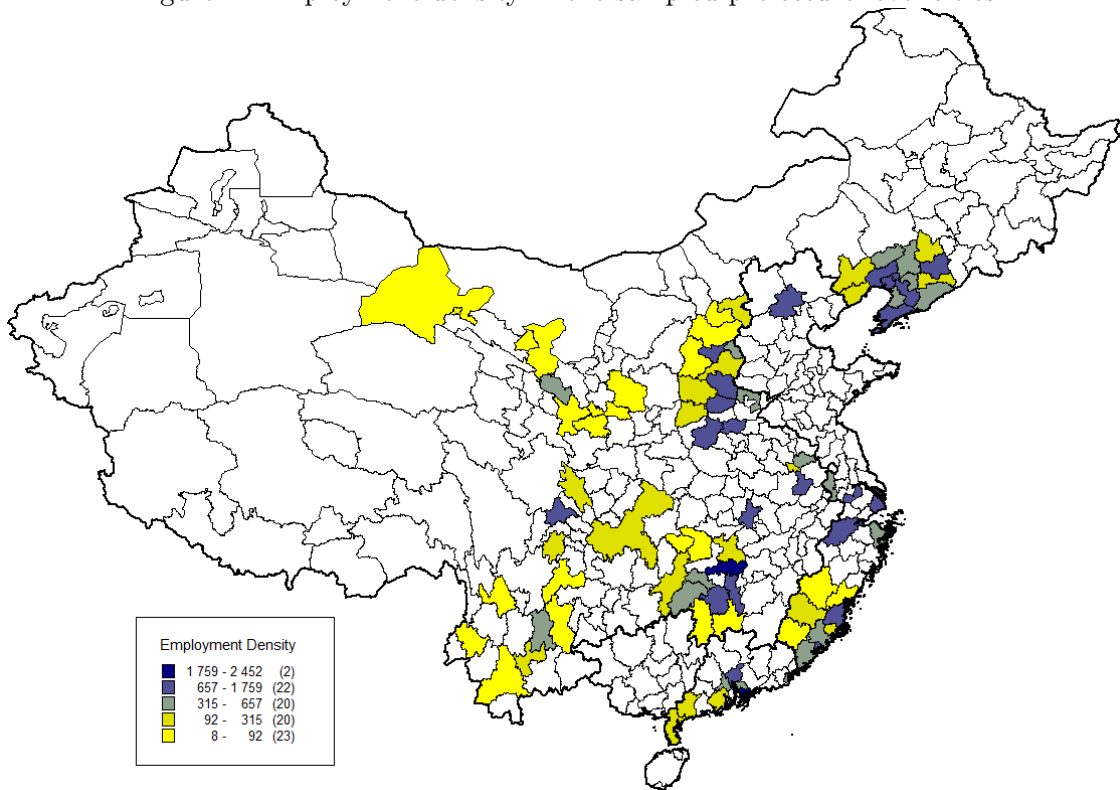 Employment Density
1 759 - 2 452 (2)
657 - 1 759 (22)
315 - 657 (20)
92 - 315 (20)
8 - 92 (23)